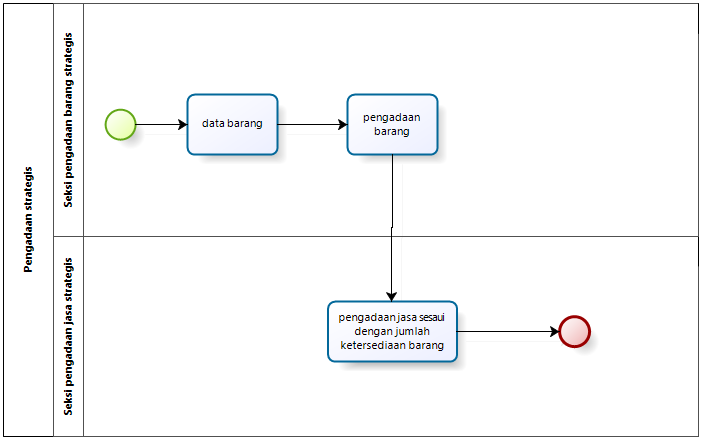 Pengadaan strategis
Seksi pengadaan barang strategis
data barang
pengadaan
barang
Seksi pengadaan jasa strategis
pengadaan jasa sesaui
dengan jumlah
ketersediaan barang